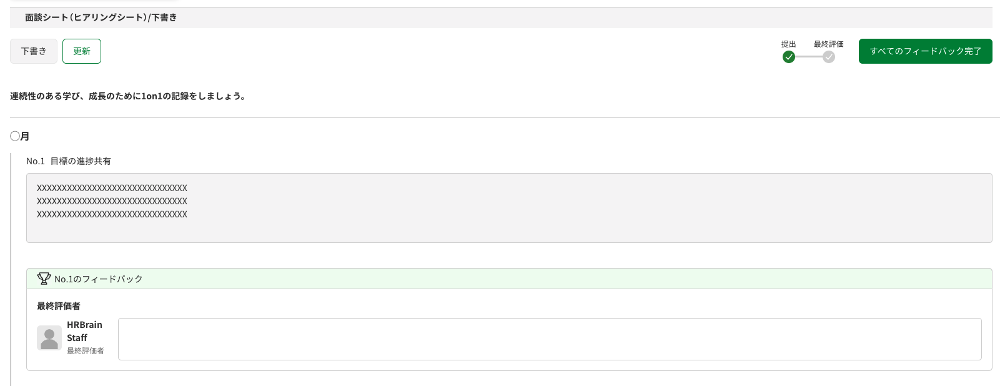 面談シート（ヒアリングシート）/下書き
下書き
更新
提出
最終評価
すべてのフィードバック完了
連続性のある学び、成長のために1on1の記録をしましょう。
◯月
No.1 目標の進捗共有
XXXXXXXXXXXXXXXXXXXXXXXXXXXXXX
XXXXXXXXXXXXXXXXXXXXXXXXXXXXXX
XXXXXXXXXXXXXXXXXXXXXXXXXXXXXX
No.1のフィードバック
最終評価者
HRBrain
Staff
最終評価者